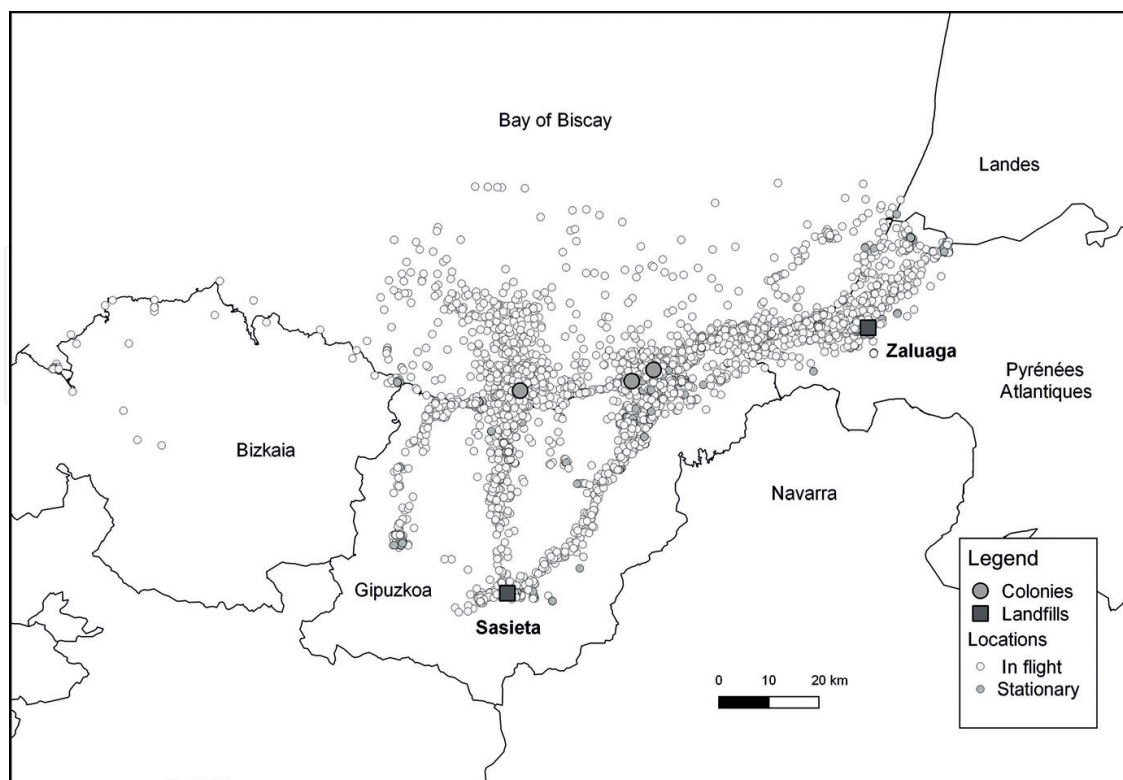 Bay of Biscay
Landes
Zaluaga
Pyrénées
Atlantiques
Bizkaia
Navarra
Gipuzkoa
Sasieta
Legend
Colonies
Landfills
Locations
In flight
Stationary
0 10 20 km